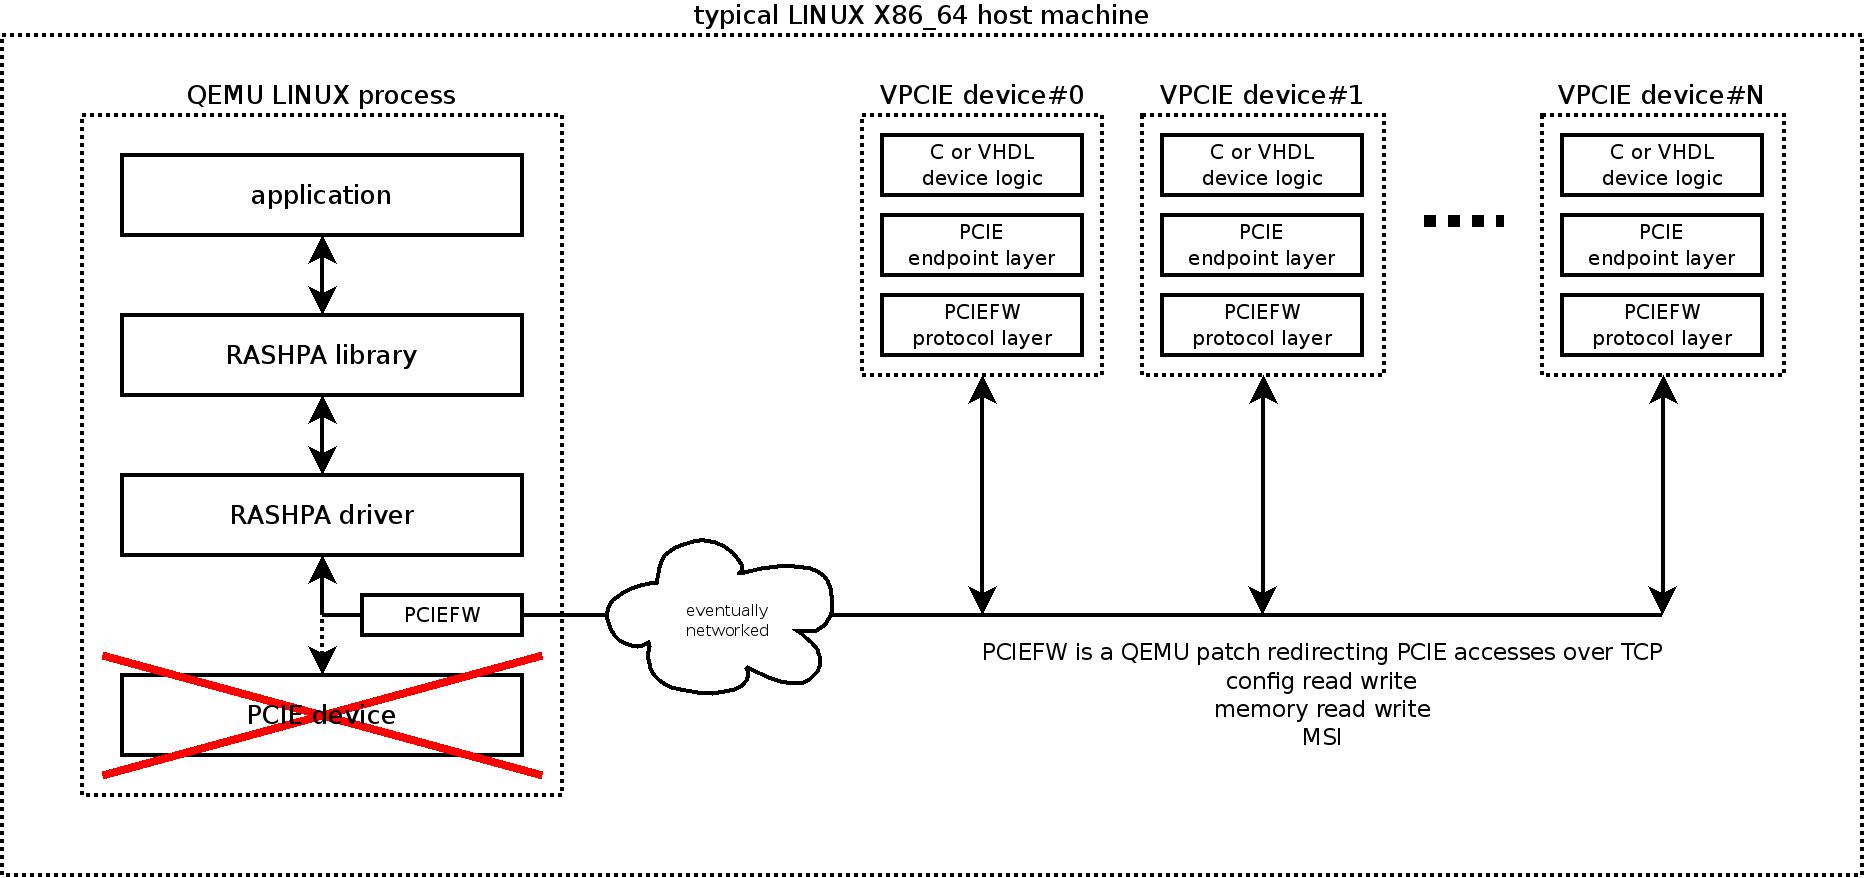 typical LINUX X86_64 host machine
QEMU LINUX process
application
RASHPA library
RASHPA driver
PCIEFW
PCIE device
eventually
networked
VPCIE device#0
C or VHDL
device logic
PCIE
endpoint layer
PCIEFW
protocol layer
VPCIE device#1
C or VHDL
device logic
PCIE
endpoint layer
PCIEFW
protocol layer
VPCIE device#N
C or VHDL
device logic
PCIE
endpoint layer
PCIEFW
protocol layer
PCIEFW is a QEMU patch redirecting PCIE accesses over TCP
config read write
memory read write
MSI